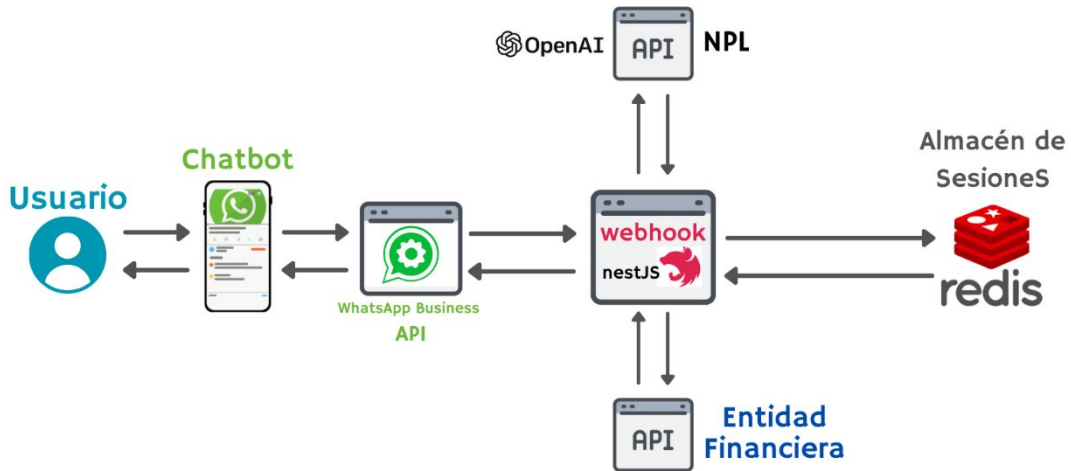 OpenAI
API
NPL
Almacén de
SesioneS
Chatbot
Usuario
webhook
nestJS
redis
WhatsApp Business
API
API
Entidad
Financiera